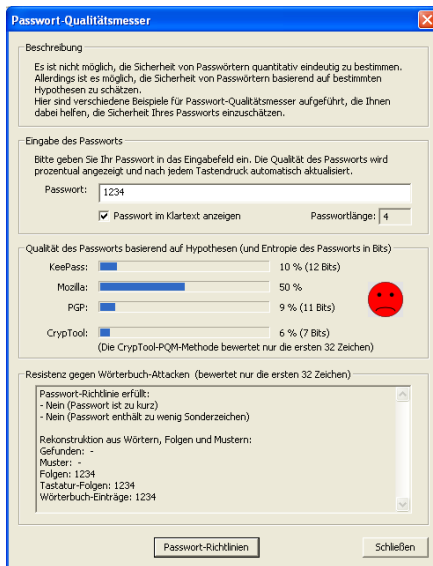 Passwort-Qualitätsmesser
Beschreibung
Es ist nicht möglich, die Sicherheit von Passwörtern quantitativ eindeutig zu bestimmen.
Allerdings ist es möglich, die Sicherheit von Passwörtern basierend auf bestimmten
Hypothesen zu schätzen.
Hier sind verschiedene Beispiele für Passwort-Qualitätsmesser aufgeführt, die Ihnen
dabei helfen, die Sicherheit Ihres Passworts einzuschätzen.
Eingabe des Passworts
Bitte geben Sie Ihr Passwort in das Eingabefeld ein. Die Qualität des Passworts wird
prozentual angezeigt und nach jedem Tastendruck automatisch aktualisiert.
Passwort: 1234
Passwort im Klartext anzeigen Passwortlänge: 4
Qualität des Passworts basierend auf Hypothesen (und Entropie des Passworts in Bits)
KeePass: 10 % (12 Bits)
Mozilla: 50 %
PGP: 9 % (11 Bits)
CrypTool: 6 % (7 Bits)
(Die CrypTool-PQM-Methode bewertet nur die ersten 32 Zeichen)
Resistenz gegen Wörterbuch-Attacken (bewertet nur die ersten 32 Zeichen)
Passwort-Richtlinie erfüllt:
- Nein (Passwort ist zu kurz)
- Nein (Passwort enthält zu wenig Sonderzeichen)
Rekonstruktion aus Wörtern, Folgen und Mustern:
Gefunden: -
Muster: -
Folgen: 1234
Tastatur-Folgen: 1234
Wörterbuch-Einträge: 1234
Passwort-Richtlinien Schließen